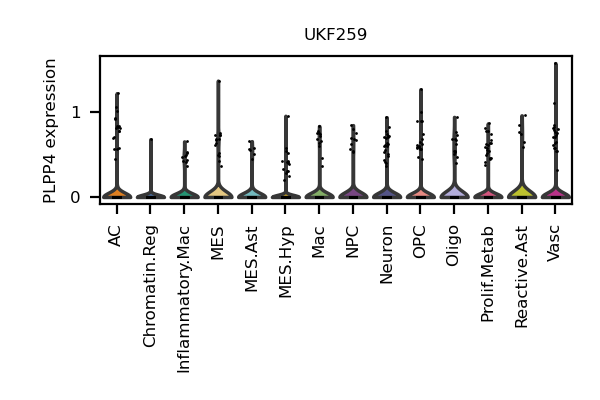 UKF259
PLPP4 expression
1
0
AC
Chromatin.Reg
Inflammatory.Mac
MES
MES.Ast
MES.Hyp
Mac
NPC
Neuron
OPC
Oligo
Prolif.Metab
Reactive.Ast
Vasc